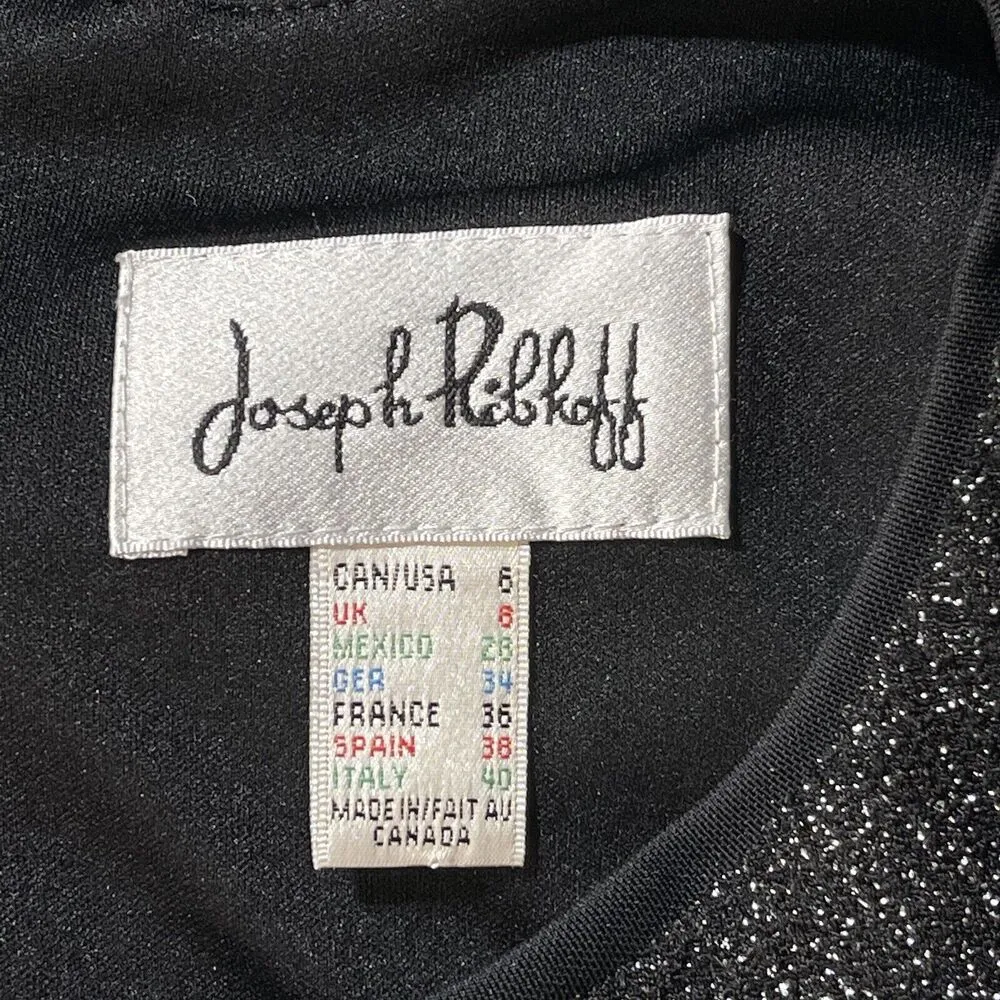 Joseph Ribkoff
CAN/USA 6
UK 6
MEXICO 28
GER 34
FRANCE 36
SPAIN 38
ITALY 40
MADE IN/FAIT AU
CANADA